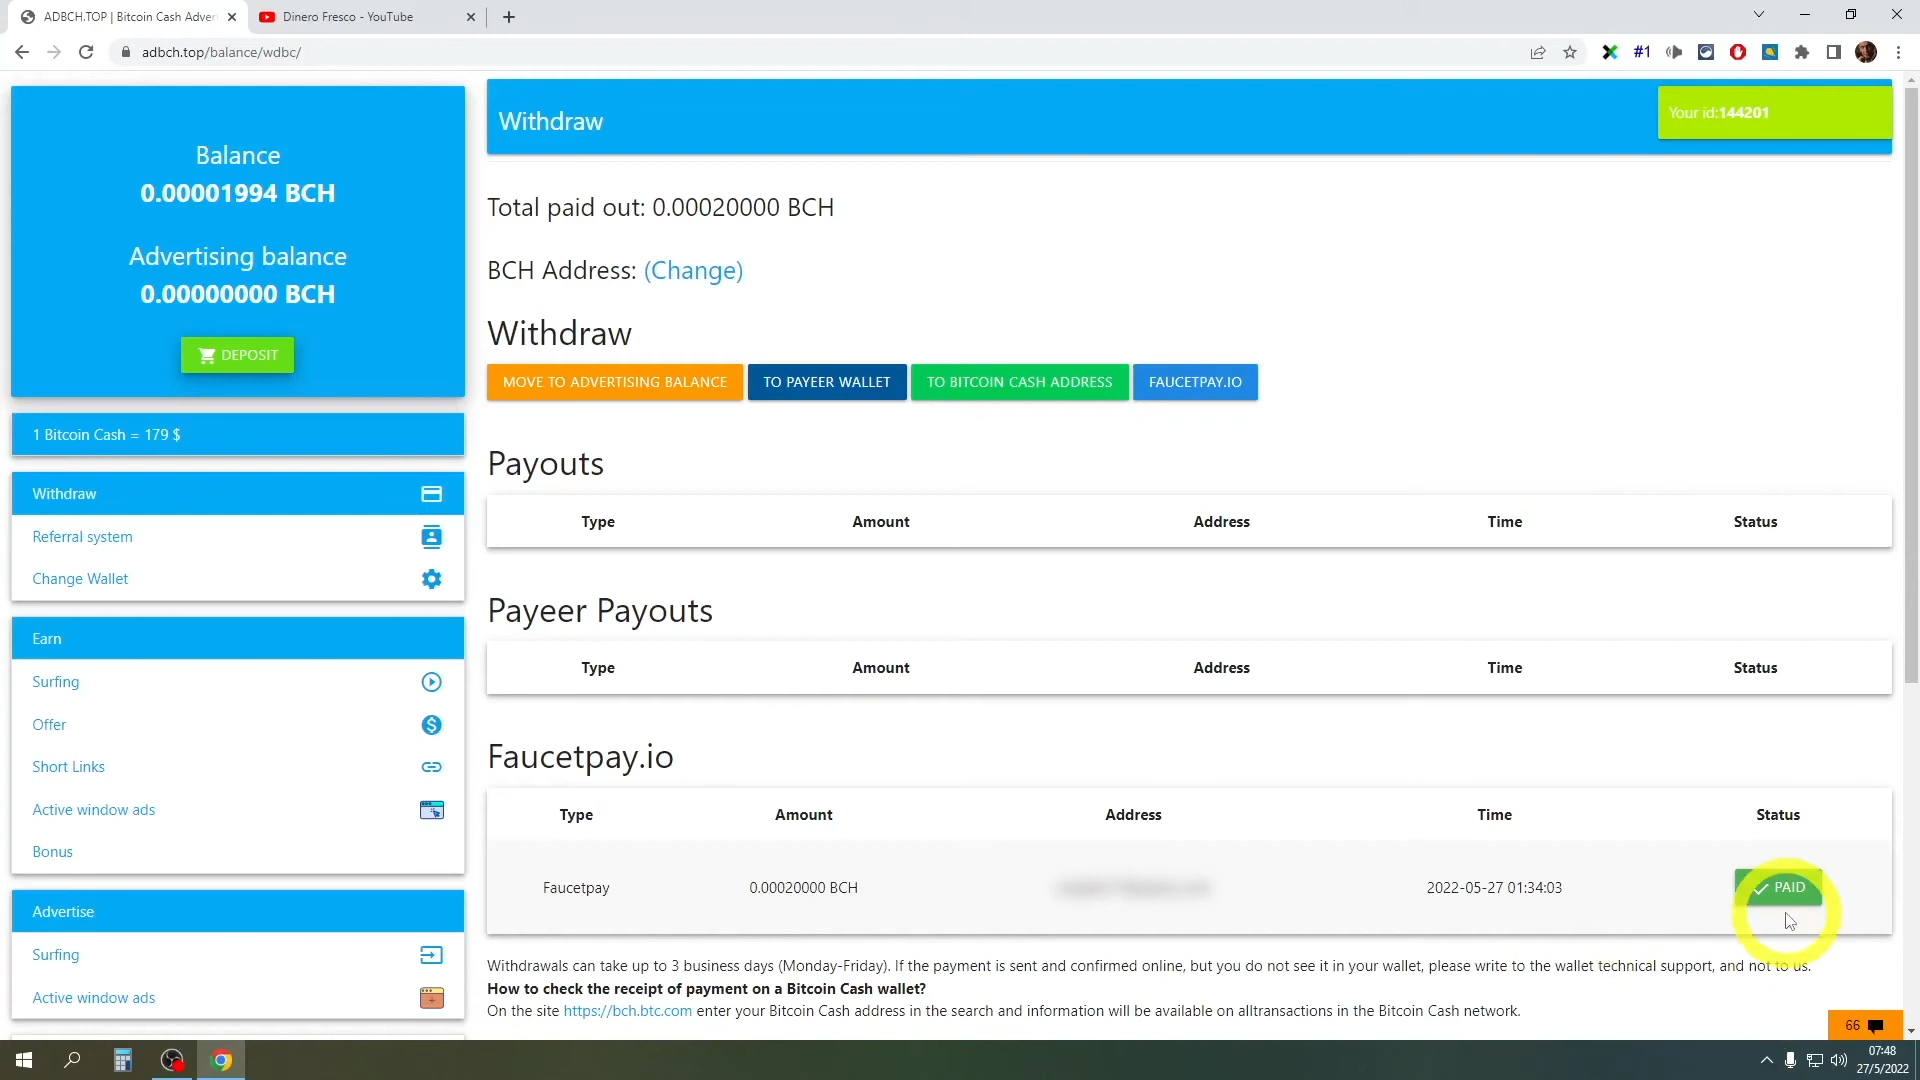 ADBCH.TOP | Bitcoin Cash Adver
Dinero Fresco - YouTube
adbch.top/balance/wdbc/
#1
Balance
0.00001994 BCH
Advertising balance
0.00000000 BCH
DEPOSIT
1 Bitcoin Cash = 179 $
Withdraw
Referral system
Change Wallet
Earn
Surfing
Offer
Short Links
Active window ads
Bonus
Advertise
Surfing
Active window ads
Withdraw
Your id:144201
Total paid out: 0.00020000 BCH
BCH Address: (Change)
Withdraw
MOVE TO ADVERTISING BALANCE TO PAYEER WALLET TO BITCOIN CASH ADDRESS FAUCETPAY.IO
Payouts
Type Amount Address Time Status
Payeer Payouts
Type Amount Address Time Status
Faucetpay.io
Type Amount Address Time Status
Faucetpay 0.00020000 BCH 2022-05-27 01:34:03 PAID
Withdrawals can take up to 3 business days (Monday-Friday). If the payment is sent and confirmed online, but you do not see it in your wallet, please write to the wallet technical support, and not to us.
How to check the receipt of payment on a Bitcoin Cash wallet?
On the site https://bch.btc.com enter your Bitcoin Cash address in the search and information will be available on alltransactions in the Bitcoin Cash network.
66
07:48
27/5/2022